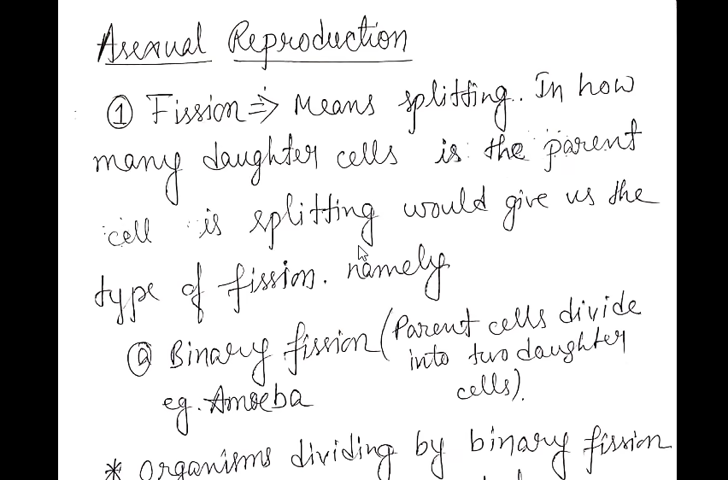 Asexual Reproduction
① Fission ⇒ Means splitting. In how
many daughter cells is the parent
cell is splitting would give us the
type of fission. namely
ⓐ Binary fission (Parent cells divide
into two daughter
cells).
eg. Amoeba
* Organisms dividing by binary fission